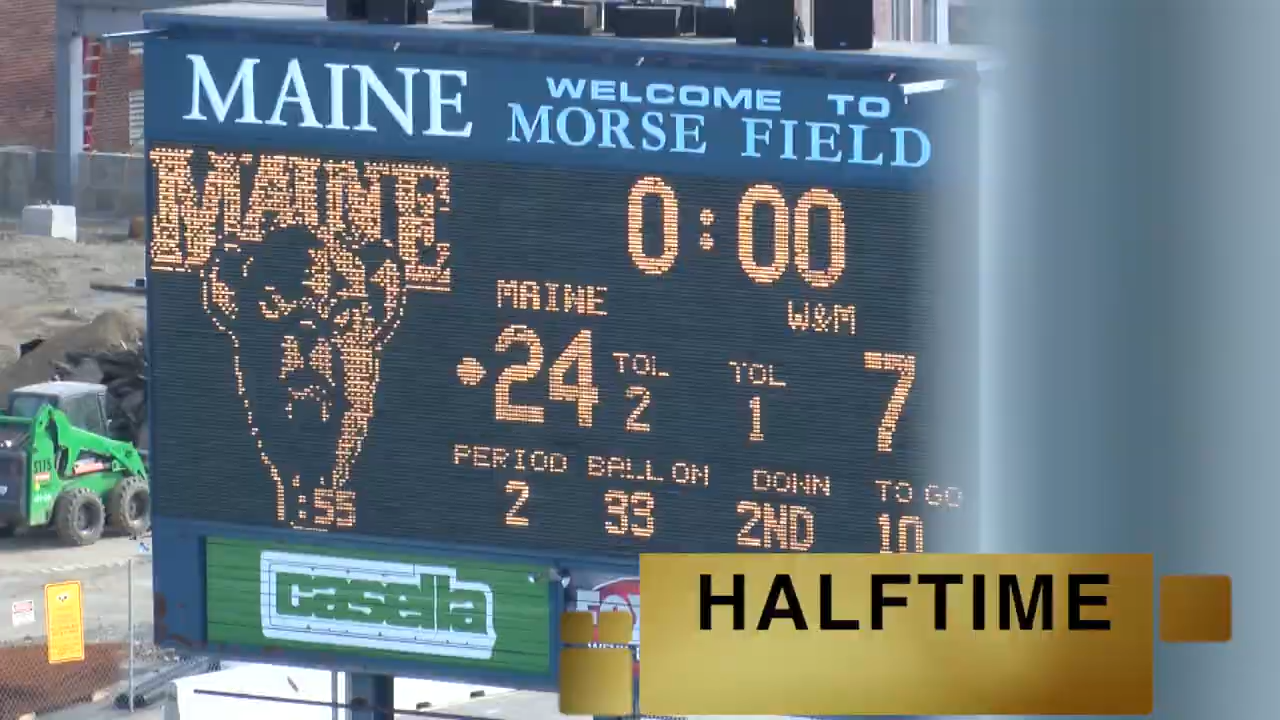 MAINE
WELCOME TO
MORSE FIELD
MAINE
0:00
MAINE
W&M
24
TOL
2
TOL
1
7
PERIOD
2
BALL ON
33
DOWN
2ND
TO GO
10
:55
casella
HALFTIME
S175